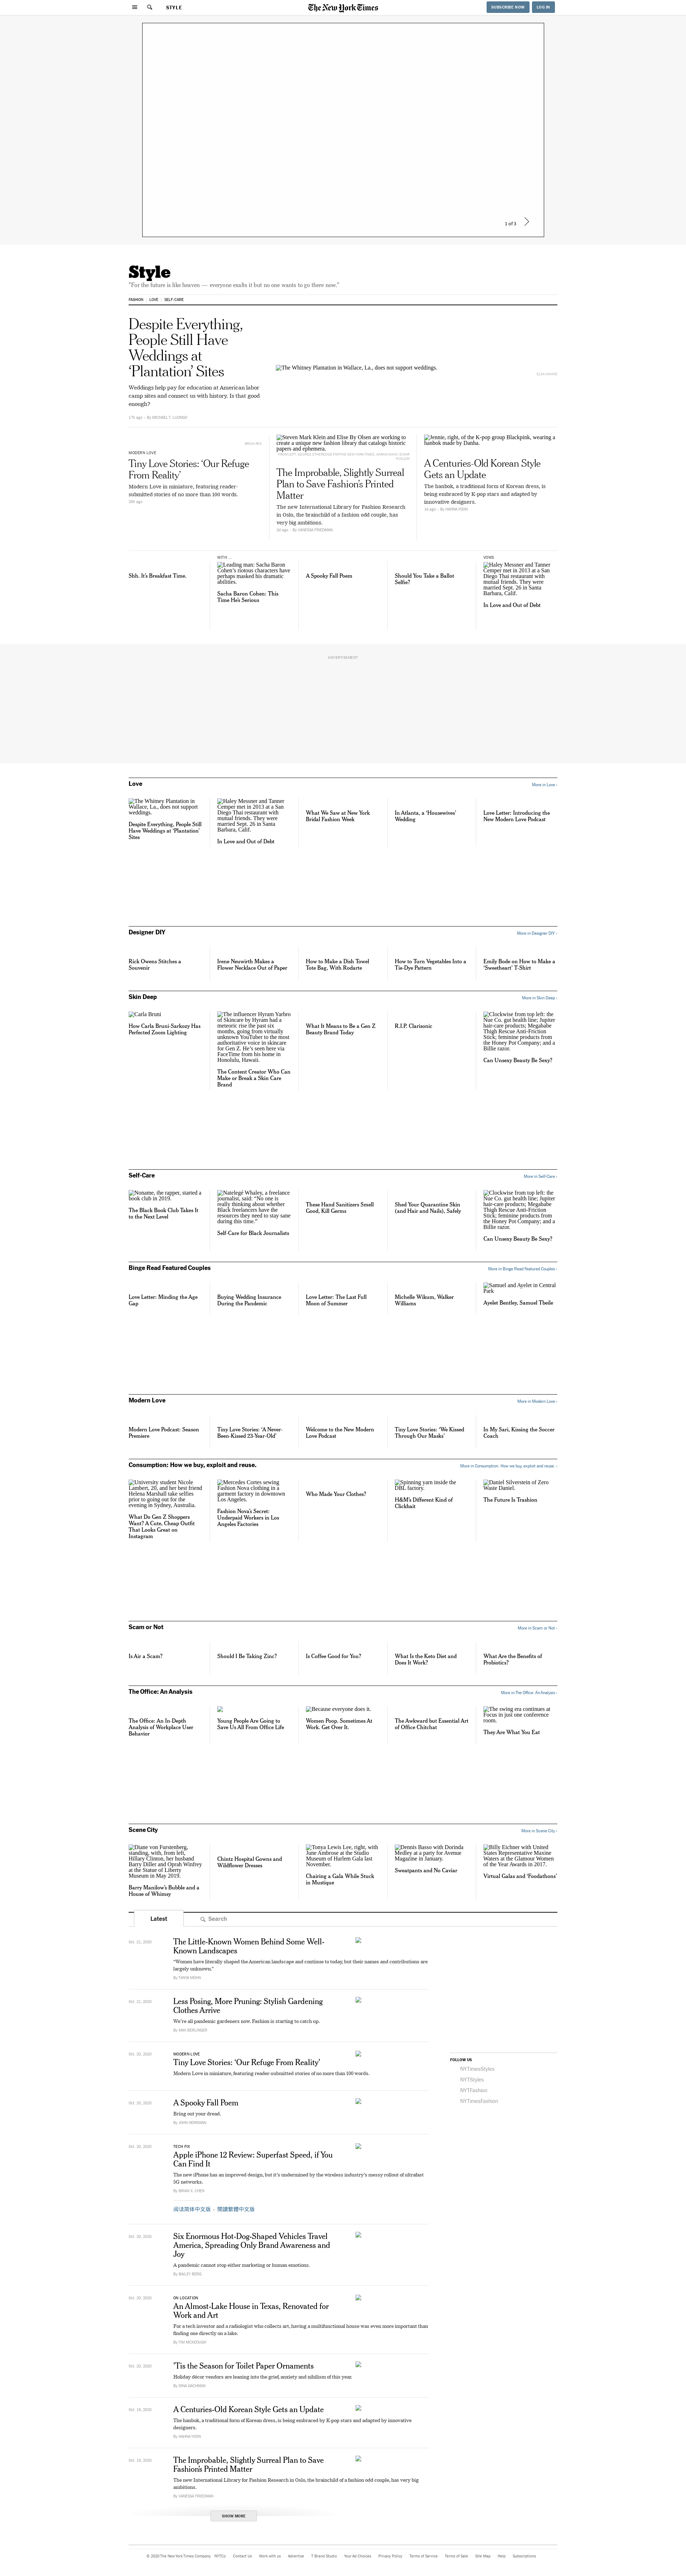 STYLE
The New York Times
SUBSCRIBE NOW
LOG IN
1 of 3
Style
“For the future is like heaven — everyone exalts it but no one wants to go there now.”
FASHION
LOVE
SELF-CARE
Despite Everything,
People Still Have
Weddings at
‘Plantation’ Sites
Weddings help pay for education at American labor
camp sites and connect us with history. Is that good
enough?
By MICHAEL T. LUONGO
The Whitney Plantation in Wallace, La., does not support weddings.
MODERN LOVE
Tiny Love Stories: ‘Our Refuge
From Reality’
Modern Love in miniature, featuring reader-
submitted stories of no more than 100 words.
Steven Mark Klein and Elise By Olsen are working to
create a unique new fashion library that catalogs historic
papers and ephemera.
The Improbable, Slightly Surreal
Plan to Save Fashion’s Printed
Matter
The new International Library for Fashion Research
in Oslo, the brainchild of a fashion odd couple, has
very big ambitions.
By VANESSA FRIEDMAN
Jennie, right, of the K-pop group Blackpink, wearing a
hanbok made by Danha.
A Centuries-Old Korean Style
Gets an Update
The hanbok, a traditional form of Korean dress, is
being embraced by K-pop stars and adapted by
innovative designers.
By HAHNA YOON
Shh. It’s Breakfast Time.
WITH ...
Leading man: Sacha Baron
Cohen’s riotous characters have
perhaps masked his dramatic
abilities.
Sacha Baron Cohen: This
Time He’s Serious
A Spooky Fall Poem
Should You Take a Ballot
Selfie?
VOWS
Haley Messner and Tanner
Cemper met in 2013 at a San
Diego Thai restaurant with
mutual friends. They were
married Sept. 26 in Santa
Barbara, Calif.
In Love and Out of Debt
ADVERTISEMENT
Love
More in Love ›
The Whitney Plantation in
Wallace, La., does not support
weddings.
Despite Everything, People Still
Have Weddings at ‘Plantation’
Sites
Haley Messner and Tanner
Cemper met in 2013 at a San
Diego Thai restaurant with
mutual friends. They were
married Sept. 26 in Santa
Barbara, Calif.
In Love and Out of Debt
What We Saw at New York
Bridal Fashion Week
In Atlanta, a ‘Housewives’
Wedding
Love Letter: Introducing the
New Modern Love Podcast
Designer DIY
More in Designer DIY ›
Rick Owens Stitches a
Souvenir
Irene Neuwirth Makes a
Flower Necklace Out of Paper
How to Make a Dish Towel
Tote Bag, With Rodarte
How to Turn Vegetables Into a
Tie-Dye Pattern
Emily Bode on How to Make a
‘Sweetheart’ T-Shirt
Skin Deep
More in Skin Deep ›
Carla Bruni
How Carla Bruni-Sarkozy Has
Perfected Zoom Lighting
The influencer Hyram Yarbro
of Skincare by Hyram had a
meteoric rise the past six
months, going from virtually
unknown YouTuber to the most
authoritative voice in skincare
for Gen Z. He’s seen here via
FaceTime from his home in
Honolulu, Hawaii.
The Content Creator Who Can
Make or Break a Skin Care
Brand
What It Means to Be a Gen Z
Beauty Brand Today
R.I.P. Clarisonic
Clockwise from top left: the
Nue Co. gut health line; Jupiter
hair-care products; Megababe
Thigh Rescue Anti-Friction
Stick; feminine products from
the Honey Pot Company; and a
Billie razor.
Can Unsexy Beauty Be Sexy?
Self-Care
More in Self-Care ›
Noname, the rapper, started a
book club in 2019.
The Black Book Club Takes It
to the Next Level
Natelegé Whaley, a freelance
journalist, said: “No one is
really thinking about whether
Black freelancers have the
resources they need to stay sane
during this time.”
Self-Care for Black Journalists
These Hand Sanitizers Smell
Good, Kill Germs
Shed Your Quarantine Skin
(and Hair and Nails), Safely
Clockwise from top left: the
Nue Co. gut health line; Jupiter
hair-care products; Megababe
Thigh Rescue Anti-Friction
Stick; feminine products from
the Honey Pot Company; and a
Billie razor.
Can Unsexy Beauty Be Sexy?
Binge Read Featured Couples
More in Binge Read Featured Couples ›
Love Letter: Minding the Age
Gap
Buying Wedding Insurance
During the Pandemic
Love Letter: The Last Full
Moon of Summer
Michelle Wikum, Walker
Williams
Samuel and Ayelet in Central
Park
Ayelet Bentley, Samuel Theile
Modern Love
More in Modern Love ›
Modern Love Podcast: Season
Premiere
Tiny Love Stories: ‘A Never-
Been-Kissed 23-Year-Old’
Welcome to the New Modern
Love Podcast
Tiny Love Stories: ‘We Kissed
Through Our Masks’
In My Sari, Kissing the Soccer
Coach
Consumption: How we buy, exploit and reuse.
More in Consumption: How we buy, exploit and reuse. ›
University student Nicole
Lambert, 20, and her best friend
Helena Marshall take selfies
prior to going out for the
evening in Sydney, Australia.
What Do Gen Z Shoppers
Want? A Cute, Cheap Outfit
That Looks Great on
Instagram
Mercedes Cortes sewing
Fashion Nova clothing in a
garment factory in downtown
Los Angeles.
Fashion Nova’s Secret:
Underpaid Workers in Los
Angeles Factories
Who Made Your Clothes?
Spinning yarn inside the
DBL factory.
H&M’s Different Kind of
Clickbait
Daniel Silverstein of Zero
Waste Daniel.
The Future Is Trashion
Scam or Not
More in Scam or Not ›
Is Air a Scam?
Should I Be Taking Zinc?
Is Coffee Good for You?
What Is the Keto Diet and
Does It Work?
What Are the Benefits of
Probiotics?
The Office: An Analysis
More in The Office: An Analysis ›
The Office: An In-Depth
Analysis of Workplace User
Behavior
Young People Are Going to
Save Us All From Office Life
Because everyone does it.
Women Poop. Sometimes At
Work. Get Over It.
The Awkward but Essential Art
of Office Chitchat
The swing era continues at
Focus in just one conference
room.
They Are What You Eat
Scene City
More in Scene City ›
Diane von Furstenberg,
standing, with, from left,
Hillary Clinton, her husband
Barry Diller and Oprah Winfrey
at the Statue of Liberty
Museum in May 2019.
Barry Manilow’s Bubble and a
House of Whimsy
Chintz Hospital Gowns and
Wildflower Dresses
Tonya Lewis Lee, right, with
June Ambrose at the Studio
Museum of Harlem Gala last
November.
Chairing a Gala While Stuck
in Mustique
Dennis Basso with Dorinda
Medley at a party for Avenue
Magazine in January.
Sweatpants and No Caviar
Billy Eichner with United
States Representative Maxine
Waters at the Glamour Women
of the Year Awards in 2017.
Virtual Galas and ‘Fondathons’
Latest
Search
Oct. 21, 2020
The Little-Known Women Behind Some Well-
Known Landscapes
“Women have literally shaped the American landscape and continue to today, but their names and contributions are
largely unknown.”
By TANYA MOHN
Oct. 21, 2020
Less Posing, More Pruning: Stylish Gardening
Clothes Arrive
We’re all pandemic gardeners now. Fashion is starting to catch up.
By MAX BERLINGER
Oct. 20, 2020
MODERN LOVE
Tiny Love Stories: ‘Our Refuge From Reality’
Modern Love in miniature, featuring reader-submitted stories of no more than 100 words.
FOLLOW US
NYTimesStyles
NYTStyles
NYTFashion
NYTimesfashion
Oct. 20, 2020
A Spooky Fall Poem
Bring out your dread.
By JOHN HERRMAN
Oct. 20, 2020
TECH FIX
Apple iPhone 12 Review: Superfast Speed, if You
Can Find It
The new iPhone has an improved design, but it’s undermined by the wireless industry’s messy rollout of ultrafast
5G networks.
By BRIAN X. CHEN
阅读简体中文版 • 閱讀繁體中文版
Oct. 20, 2020
Six Enormous Hot-Dog-Shaped Vehicles Travel
America, Spreading Only Brand Awareness and
Joy
A pandemic cannot stop either marketing or human emotions.
By BAILEY BERG
Oct. 20, 2020
ON LOCATION
An Almost-Lake House in Texas, Renovated for
Work and Art
For a tech investor and a radiologist who collects art, having a multifunctional house was even more important than
finding one directly on a lake.
By TIM McKEOUGH
Oct. 20, 2020
’Tis the Season for Toilet Paper Ornaments
Holiday décor vendors are leaning into the grief, anxiety and nihilism of this year.
By GINA KACHMAN
Oct. 19, 2020
A Centuries-Old Korean Style Gets an Update
The hanbok, a traditional form of Korean dress, is being embraced by K-pop stars and adapted by innovative
designers.
By HAHNA YOON
Oct. 19, 2020
The Improbable, Slightly Surreal Plan to Save
Fashion’s Printed Matter
The new International Library for Fashion Research in Oslo, the brainchild of a fashion odd couple, has very big
ambitions.
By VANESSA FRIEDMAN
SHOW MORE
© 2020 The New York Times Company
NYTCo
Contact Us
Work with us
Advertise
T Brand Studio
Your Ad Choices
Privacy Policy
Terms of Service
Terms of Sale
Site Map
Help
Subscriptions